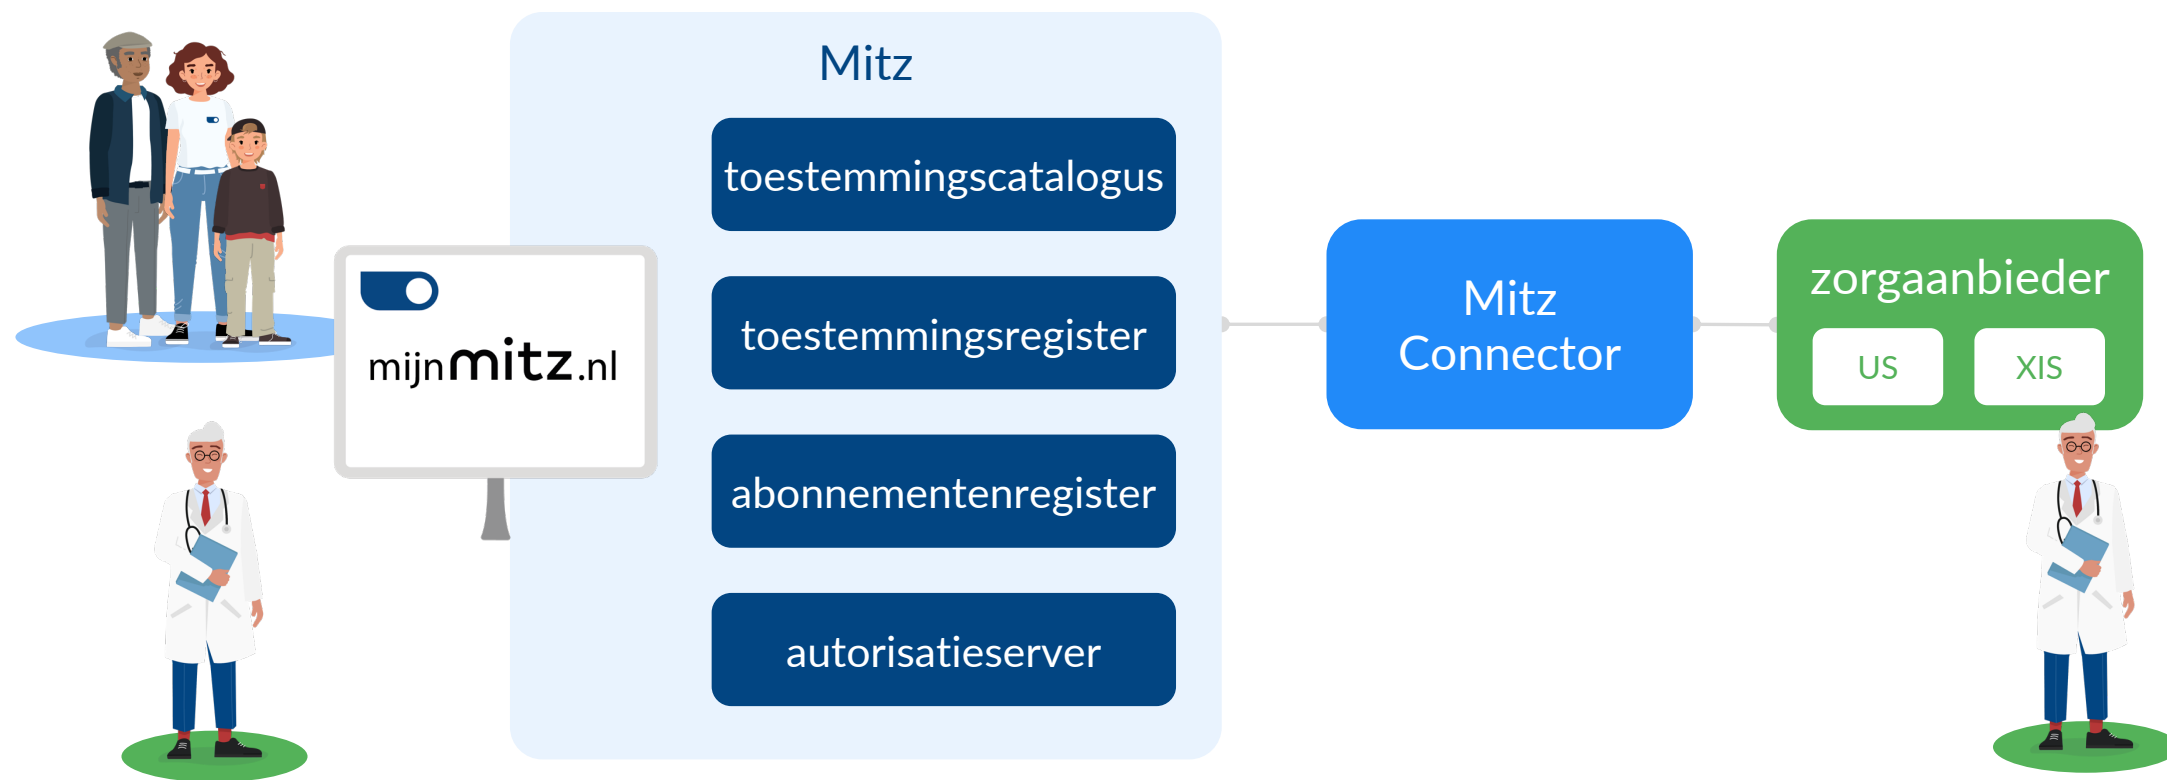 Mitz
toestemmingscatalogus
toestemmingsregister
abonnementenregister
autorisatieserver
mijnmitz.nl
Mitz
Connector
zorgaanbieder
US
XIS